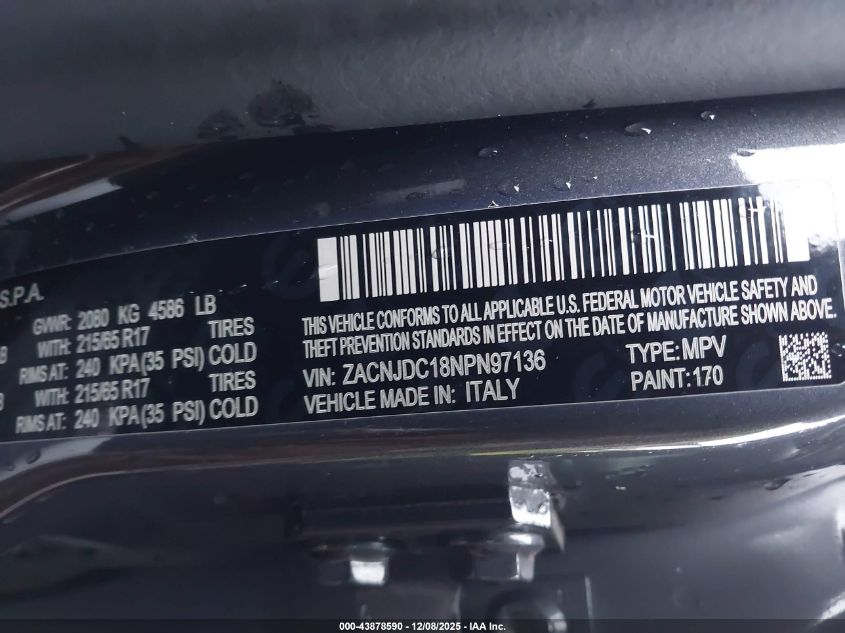 S.P.A.
GVWR: 2080 KG 4586 LB
WITH: 215/65 R17 TIRES
RIMS AT: 240 KPA(35 PSI) COLD
WITH: 215/65 R17 TIRES
RIMS AT: 240 KPA(35 PSI) COLD
THIS VEHICLE CONFORMS TO ALL APPLICABLE U.S. FEDERAL MOTOR VEHICLE SAFETY AND
THEFT PREVENTION STANDARDS IN EFFECT ON THE DATE OF MANUFACTURE SHOWN ABOVE.
VIN: ZACNJDC18NPN97136 TYPE: MPV
VEHICLE MADE IN: ITALY PAINT: 170
000-43878590 - 12/08/2025 - IAA Inc.